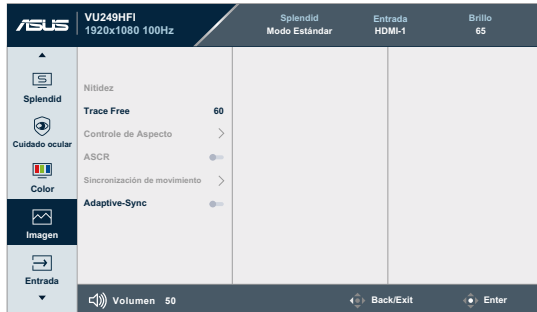 ASUS
VU249HFI
1920x1080 100Hz
Splendid
Modo Estándar
Entrada
HDMI-1
Brillo
65
Splendid
Cuidado ocular
Color
Imagen
Entrada
Nitidez
Trace Free 60
Controle de Aspecto
ASCR
Sincronización de movimiento
Adaptive-Sync
Volumen 50
Back/Exit
Enter